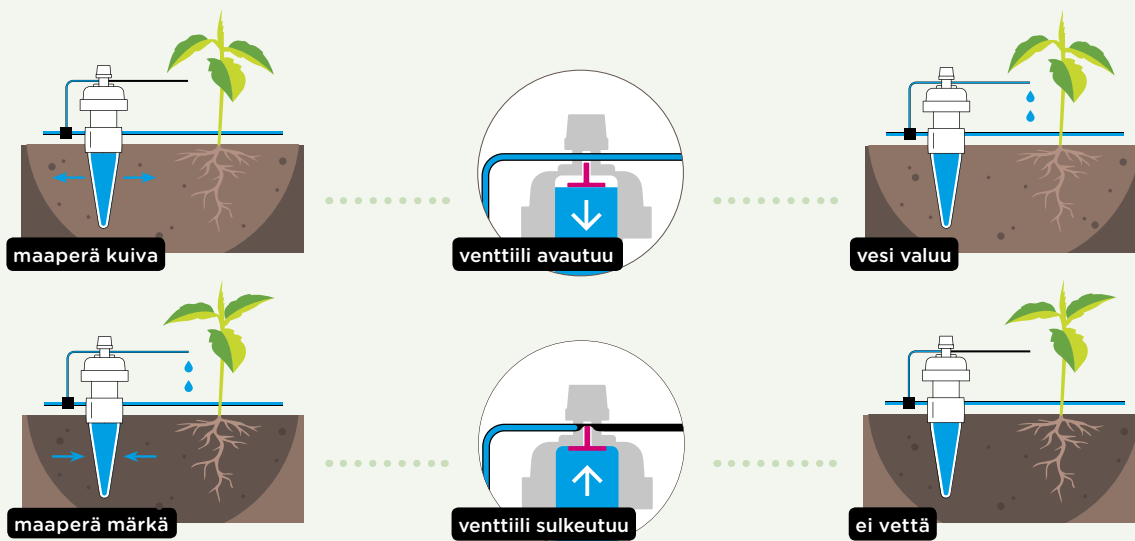 maaperä kuiva
venttiili avautuu
vesi valuu
maaperä märkä
venttiili sulkeutuu
ei vettä